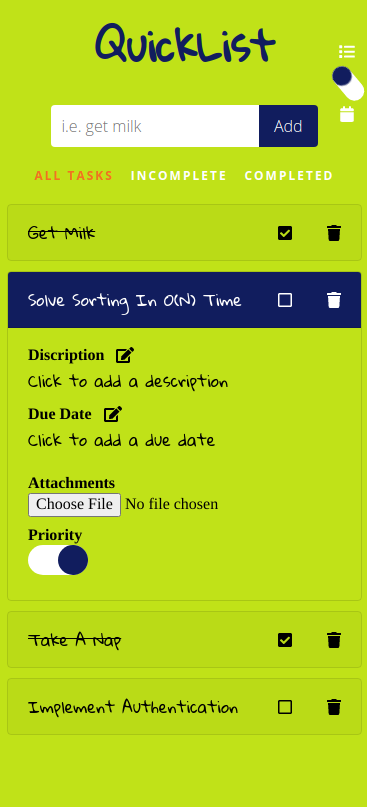 QuickList
i.e. get milk Add
ALL TASKS INCOMPLETE COMPLETED
Get Milk
Solve Sorting In O(N) Time
Discription
Click to add a description
Due Date
Click to add a due date
Attachments
Choose File No file chosen
Priority
Take A Nap
Implement Authentication